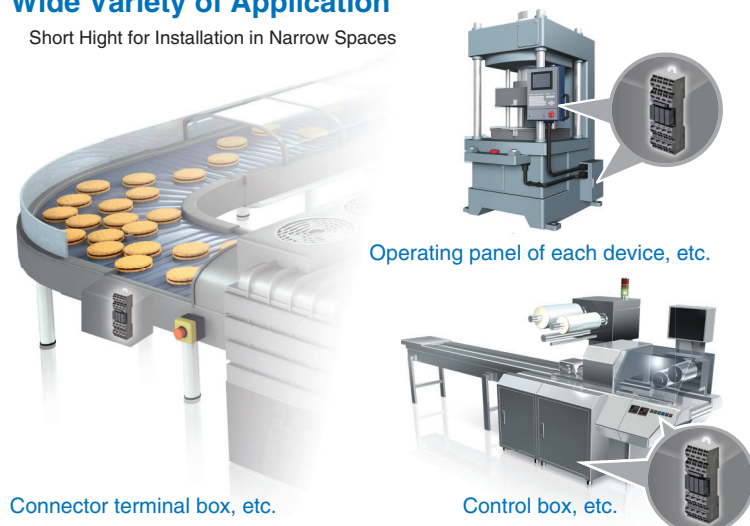 Wide Variety of Application
Short Hight for Installation in Narrow Spaces
Operating panel of each device, etc.
Connector terminal box, etc.
Control box, etc.